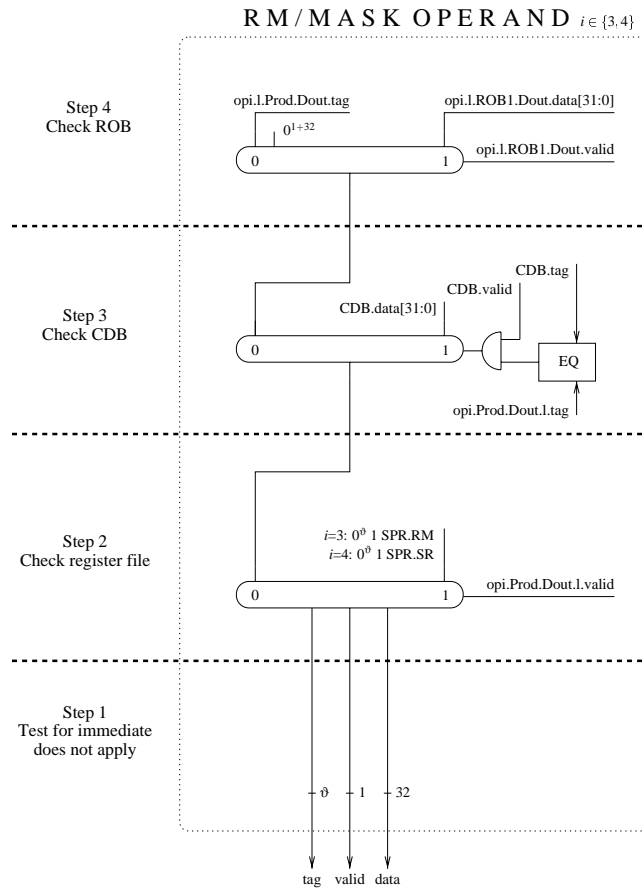 RM/MASK OPERAND i ∈ {3, 4}
Step 4
Check ROB
opi.l.Prod.Dout.tag
0^{1+32}
opi.l.ROB1.Dout.data[31:0]
opi.l.ROB1.Dout.valid
0 1
Step 3
Check CDB
CDB.tag
CDB.valid
CDB.data[31:0]
0 1
EQ
opi.Prod.Dout.l.tag
Step 2
Check register file
i=3: 0^ϑ 1 SPR.RM
i=4: 0^ϑ 1 SPR.SR
opi.Prod.Dout.l.valid
0 1
Step 1
Test for immediate
does not apply
ϑ 1 32
tag valid data